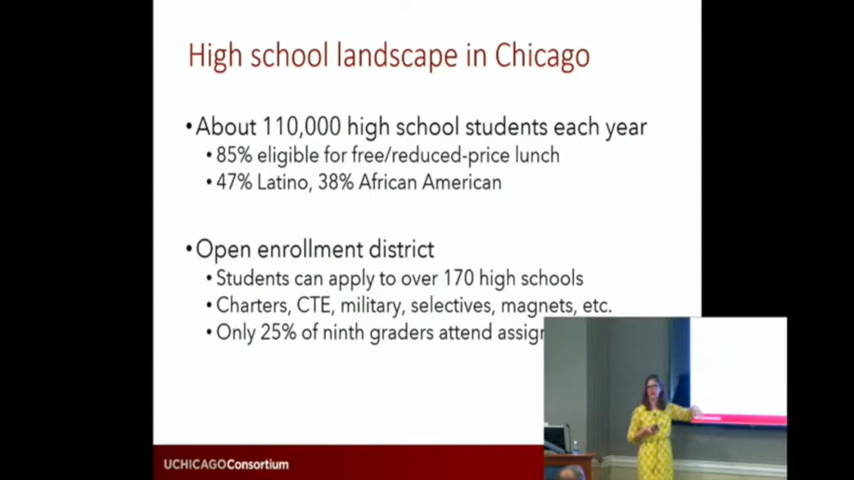 High school landscape in Chicago
•About 110,000 high school students each year
•85% eligible for free/reduced-price lunch
•47% Latino, 38% African American
•Open enrollment district
•Students can apply to over 170 high schools
•Charters, CTE, military, selectives, magnets, etc.
•Only 25% of ninth graders attend
UCHICAGOConsortium